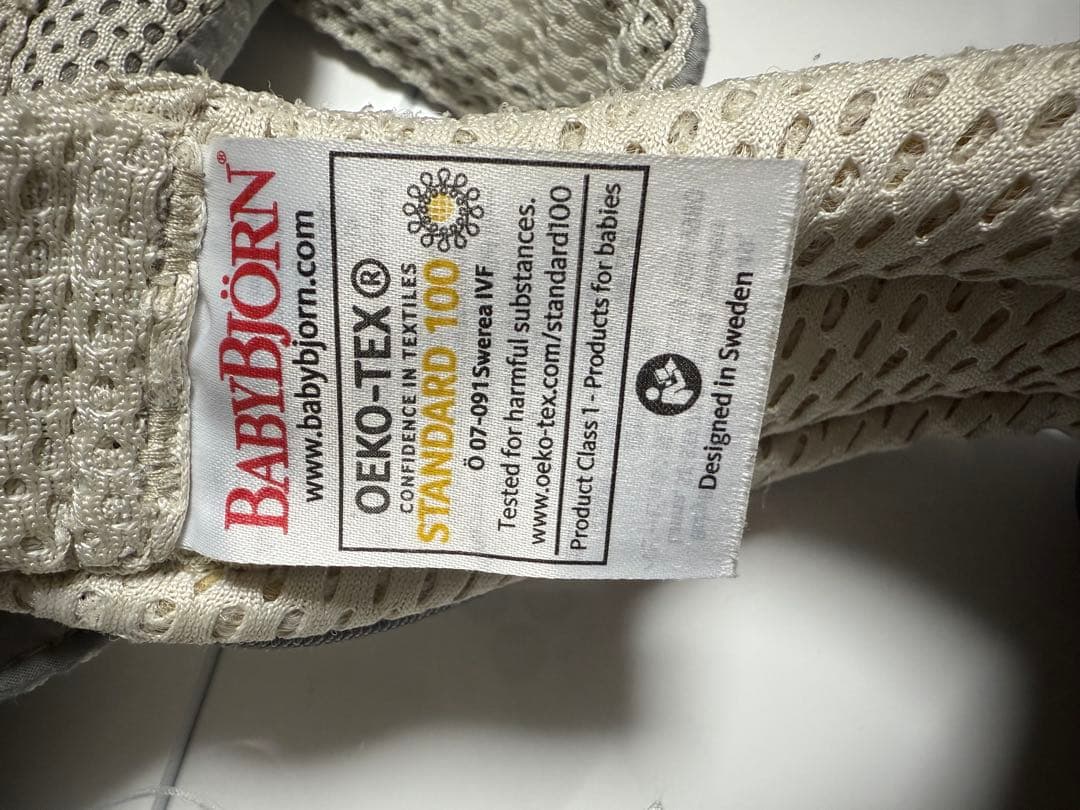 BABYBJÖRN®
www.babybjorn.com
OEKO-TEX®
CONFIDENCE IN TEXTILES
STANDARD 100
Ö 07-091 Swerea IVF
Tested for harmful substances.
www.oeko-tex.com/standard100
Product Class 1 - Products for babies
Designed in Sweden